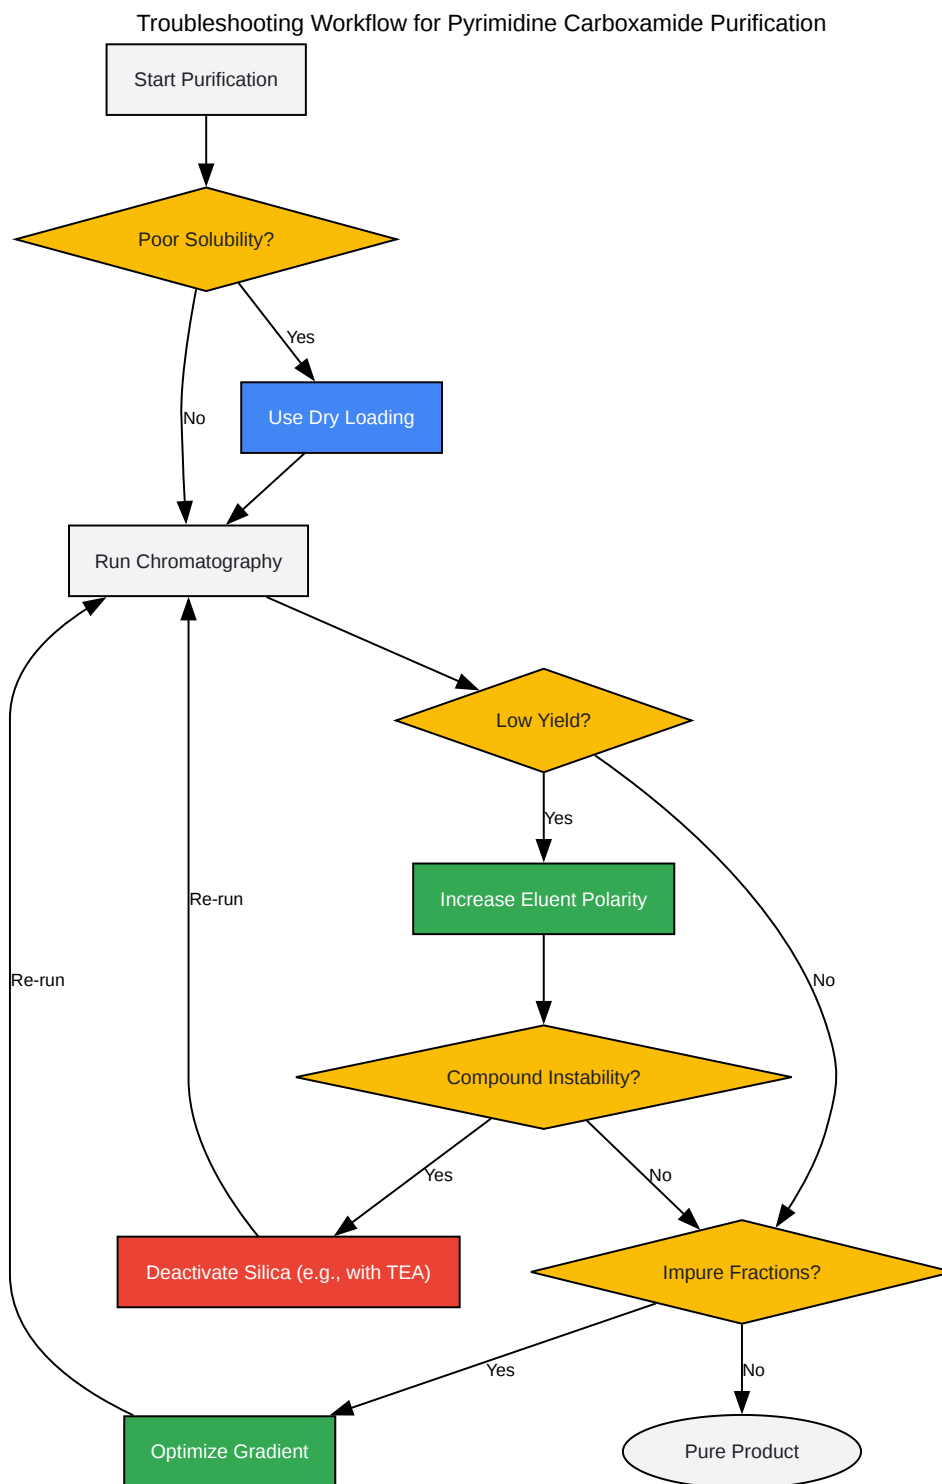 Troubleshooting Workflow for Pyrimidine Carboxamide Purification
Start Purification
Poor Solubility?
Yes
No
Use Dry Loading
Run Chromatography
Low Yield?
Yes
Increase Eluent Polarity
Re-run
Re-run
No
Compound Instability?
Yes
No
Deactivate Silica (e.g., with TEA)
Impure Fractions?
Yes
No
Optimize Gradient
Pure Product